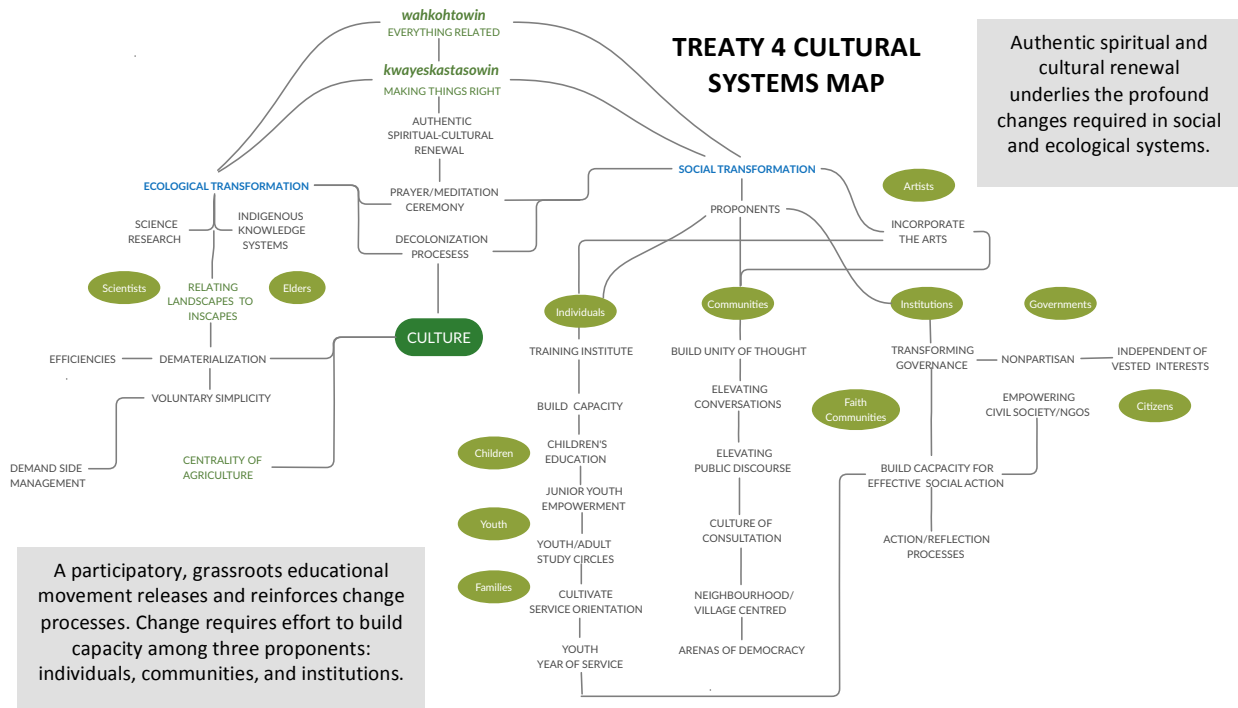 wahkohtowin
EVERYTHING RELATED
kwayeskastasowin
MAKING THINGS RIGHT
AUTHENTIC
SPIRITUAL-CULTURAL
RENEWAL
PRAYER/MEDITATION
CEREMONY
DECOLONIZATION
PROCESESS
CULTURE
TREATY 4 CULTURAL
SYSTEMS MAP
Authentic spiritual and
cultural renewal
underlies the profound
changes required in social
and ecological systems.
ECOLOGICAL TRANSFORMATION
SCIENCE
RESEARCH
INDIGENOUS
KNOWLEDGE
SYSTEMS
Scientists
RELATING
LANDSCAPES TO
INSCAPES
Elders
EFFICIENCIES
DEMATERIALIZATION
VOLUNTARY SIMPLICITY
DEMAND SIDE
MANAGEMENT
CENTRALITY OF
AGRICULTURE
SOCIAL TRANSFORMATION
PROPONENTS
Artists
INCORPORATE
THE ARTS
Individuals
TRAINING INSTITUTE
BUILD CAPACITY
Children
CHILDREN'S
EDUCATION
JUNIOR YOUTH
EMPOWERMENT
Youth
YOUTH/ADULT
STUDY CIRCLES
Families
CULTIVATE
SERVICE ORIENTATION
YOUTH
YEAR OF SERVICE
Communities
BUILD UNITY OF THOUGHT
ELEVATING
CONVERSATIONS
ELEVATING
PUBLIC DISCOURSE
CULTURE OF
CONSULTATION
NEIGHBOURHOOD/
VILLAGE CENTRED
ARENAS OF DEMOCRACY
Institutions
Governments
TRANSFORMING
GOVERNANCE
NONPARTISAN
INDEPENDENT OF
VESTED INTERESTS
Faith
Communities
EMPOWERING
CIVIL SOCIETY/NGOS
Citizens
BUILD CACPACITY FOR
EFFECTIVE SOCIAL ACTION
ACTION/REFLECTION
PROCESSES
A participatory, grassroots educational
movement releases and reinforces change
processes. Change requires effort to build
capacity among three proponents:
individuals, communities, and institutions.